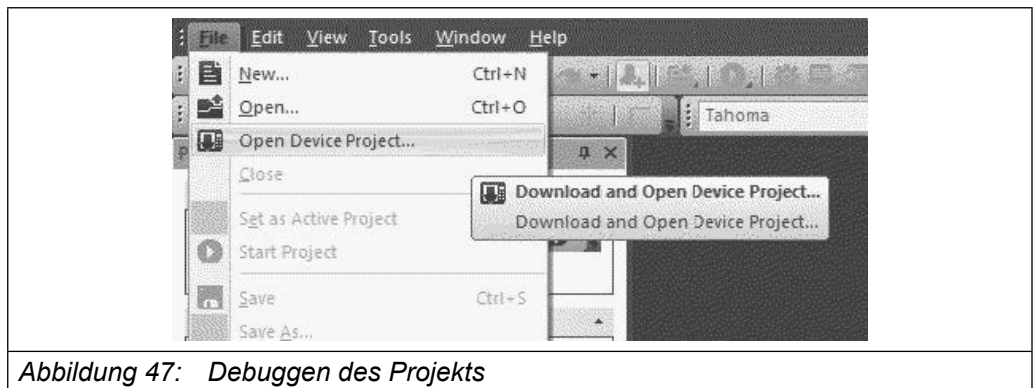 File Edit View Tools Window Help
New... Ctrl+N
Open... Ctrl+O
Tahoma
Open Device Project...
Close
Download and Open Device Project...
Download and Open Device Project...
Set as Active Project
Start Project
Save Ctrl+S
Save As...
Abbildung 47: Debuggen des Projekts